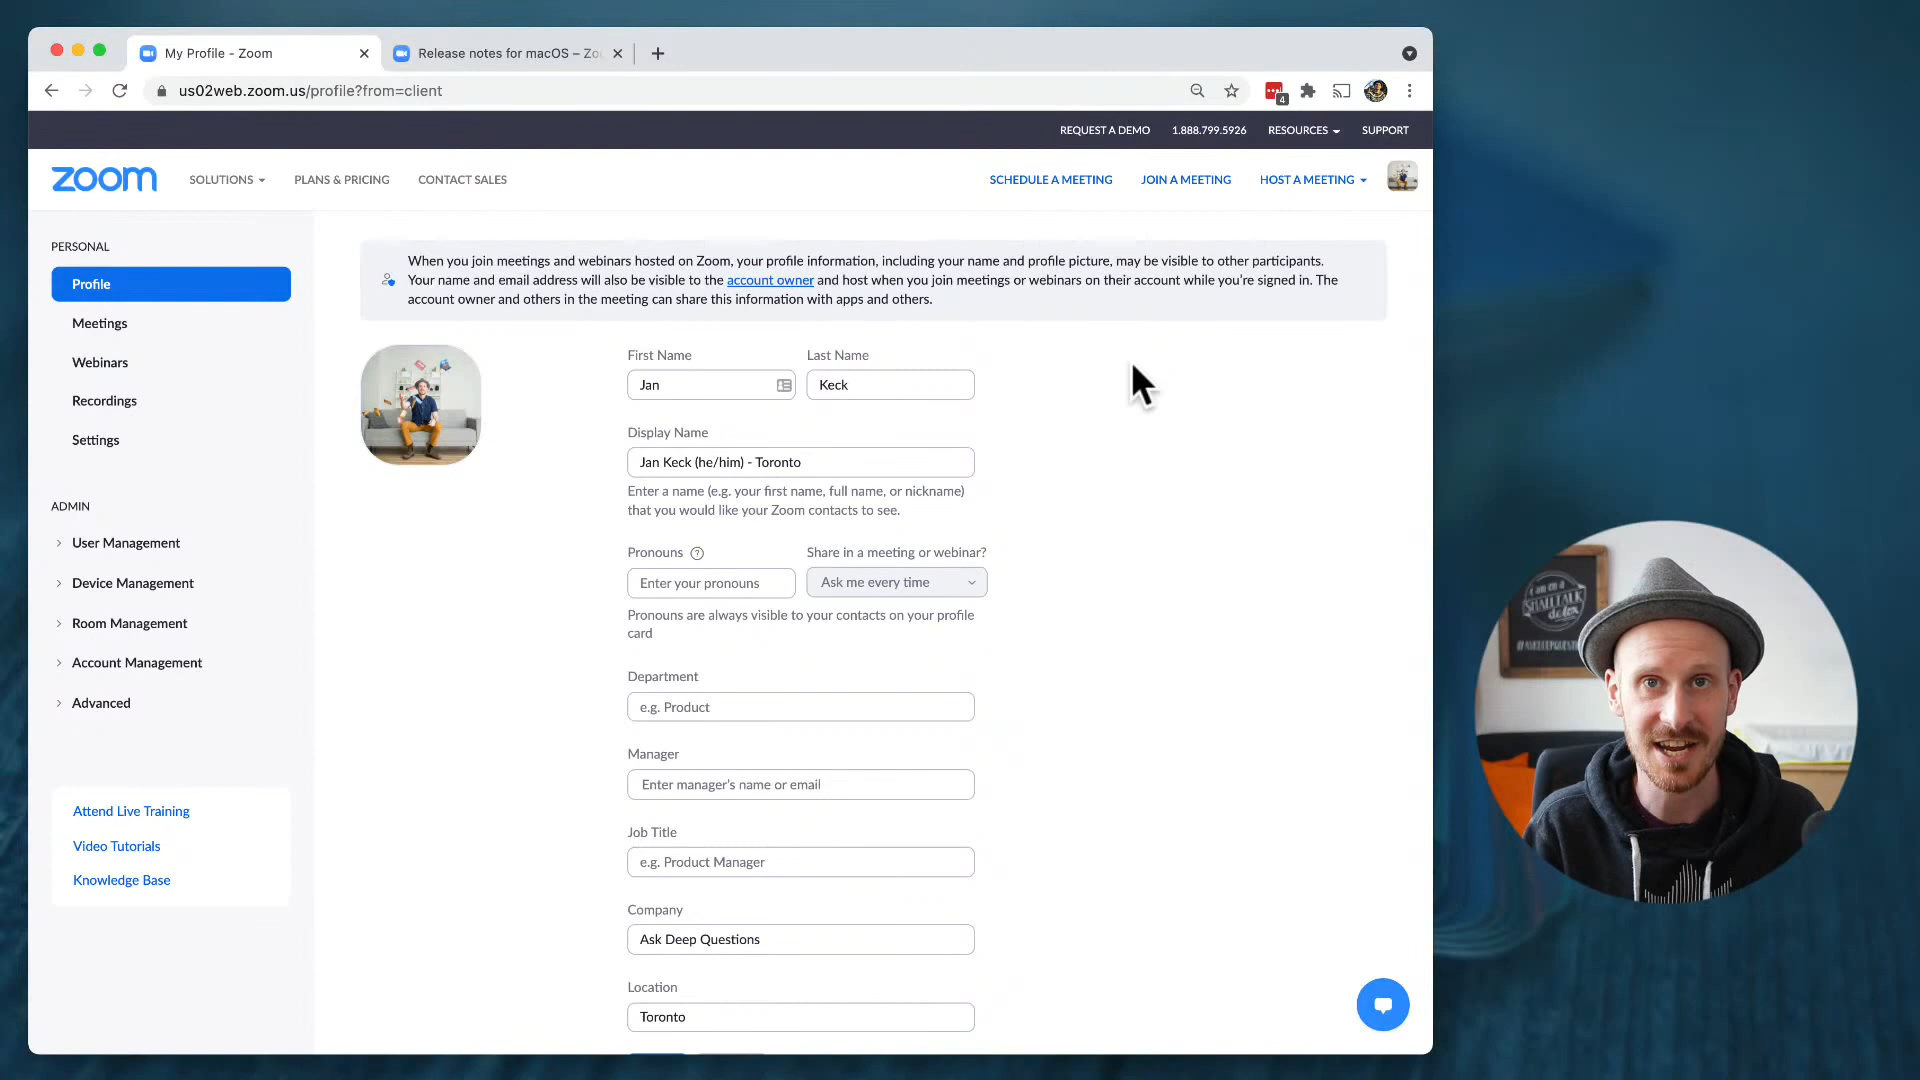 My Profile - Zoom
Release notes for macOS – Zo
us02web.zoom.us/profile?from=client
4
REQUEST A DEMO 1.888.799.5926 RESOURCES SUPPORT
zoom SOLUTIONS PLANS & PRICING CONTACT SALES SCHEDULE A MEETING JOIN A MEETING HOST A MEETING
PERSONAL
Profile
Meetings
Webinars
Recordings
Settings
ADMIN
User Management
Device Management
Room Management
Account Management
Advanced
Attend Live Training
Video Tutorials
Knowledge Base
When you join meetings and webinars hosted on Zoom, your profile information, including your name and profile picture, may be visible to other participants.
Your name and email address will also be visible to the account owner and host when you join meetings or webinars on their account while you're signed in. The
account owner and others in the meeting can share this information with apps and others.
First Name Last Name
Jan Keck
Display Name
Jan Keck (he/him) - Toronto
Enter a name (e.g. your first name, full name, or nickname)
that you would like your Zoom contacts to see.
Pronouns ? Share in a meeting or webinar?
Enter your pronouns Ask me every time
Pronouns are always visible to your contacts on your profile
card
Department
e.g. Product
Manager
Enter manager's name or email
Job Title
e.g. Product Manager
Company
Ask Deep Questions
Location
Toronto
I am on a
SMALLTALK
detox
#ASKDEEPQUEST